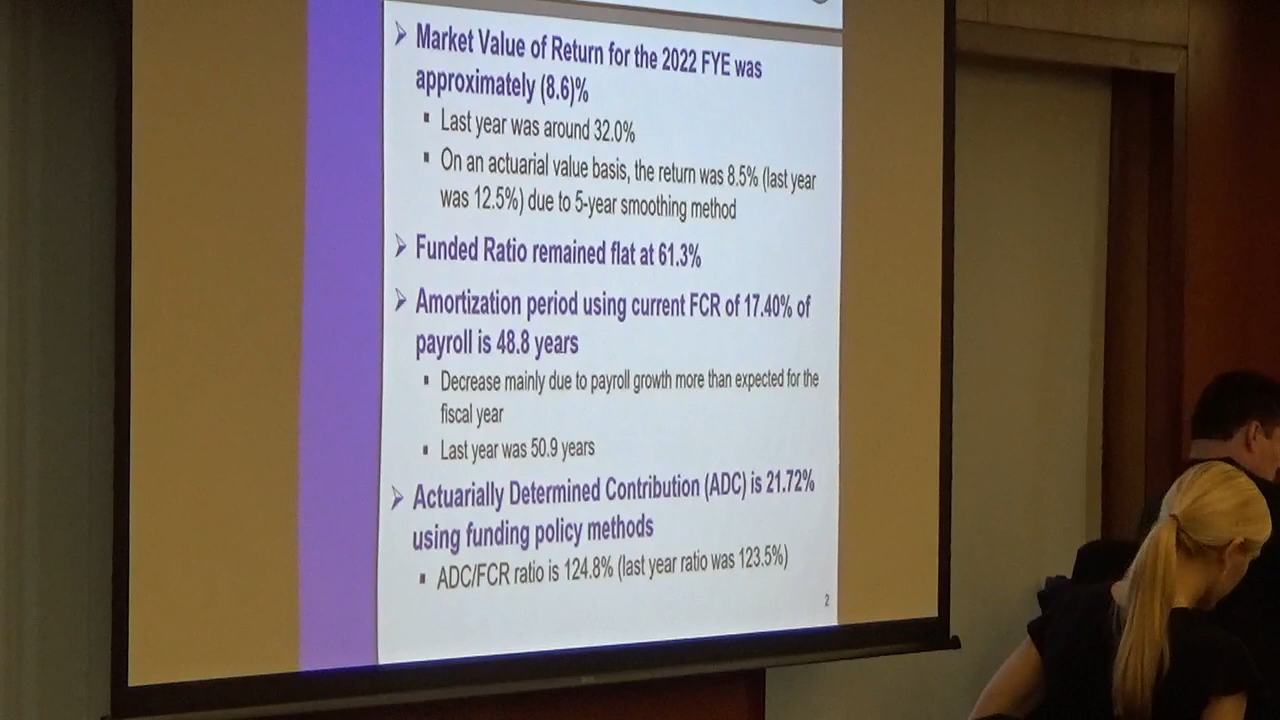 Market Value of Return for the 2022 FYE was
approximately (8.6)%
Last year was around 32.0%
On an actuarial value basis, the return was 8.5% (last year
was 12.5%) due to 5-year smoothing method
Funded Ratio remained flat at 61.3%
Amortization period using current FCR of 17.40% of
payroll is 48.8 years
Decrease mainly due to payroll growth more than expected for the
fiscal year
Last year was 50.9 years
Actuarially Determined Contribution (ADC) is 21.72%
using funding policy methods
ADC/FCR ratio is 124.8% (last year ratio was 123.5%)
2